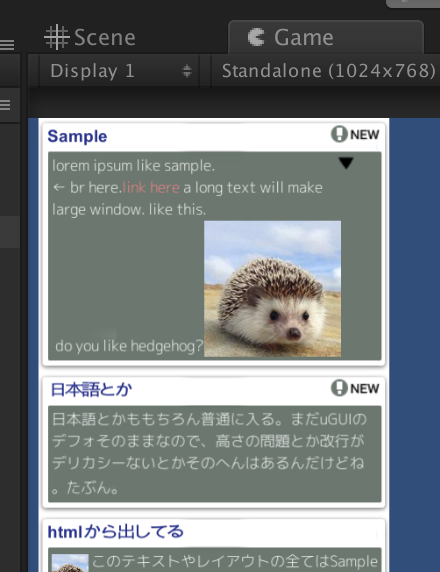 Scene
Game
Display 1
Standalone (1024x768)
Sample
NEW
lorem ipsum like sample.
← br here.link here a long text will make
large window. like this.
do you like hedgehog?
日本語とか
NEW
日本語とかももちろん普通に入る。まだuGUIの
デフォそのままなので、高さの問題とか改行が
デリカシーないとかそのへんはあるんだけどね
。たぶん。
htmlから出してる
このテキストやレイアウトの全てはSample